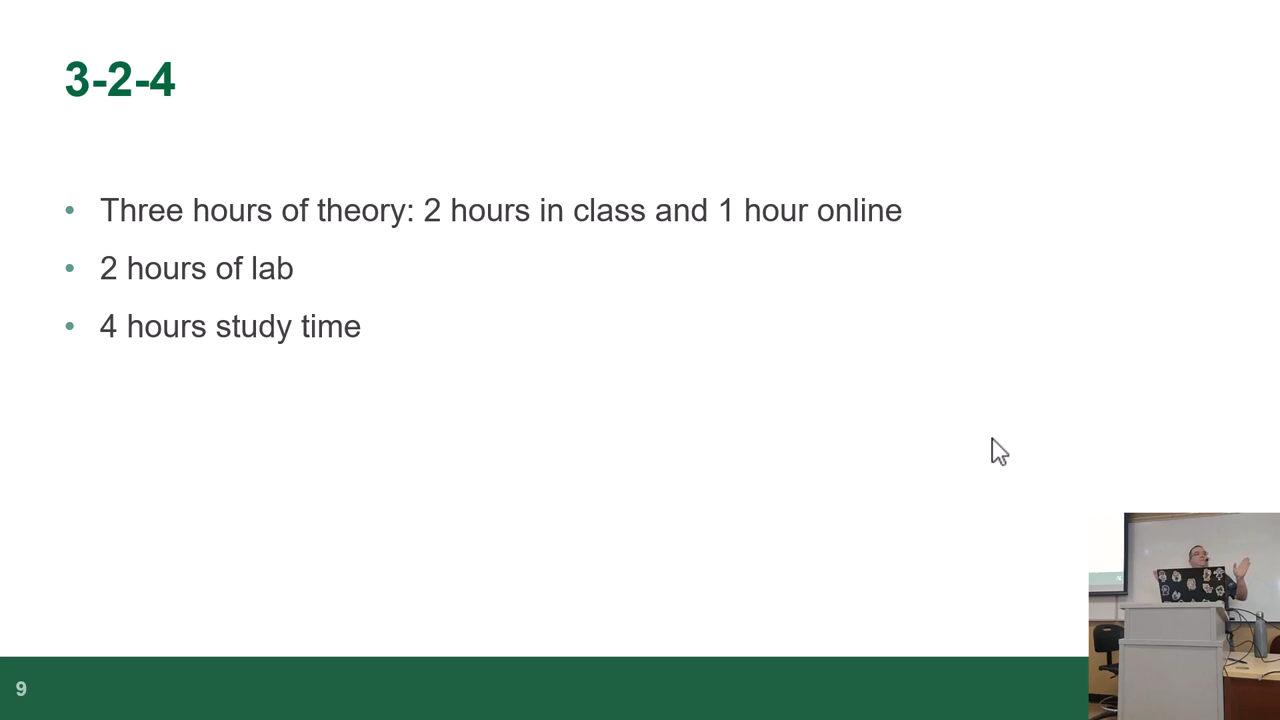 3-2-4
• Three hours of theory: 2 hours in class and 1 hour online
• 2 hours of lab
• 4 hours study time
9